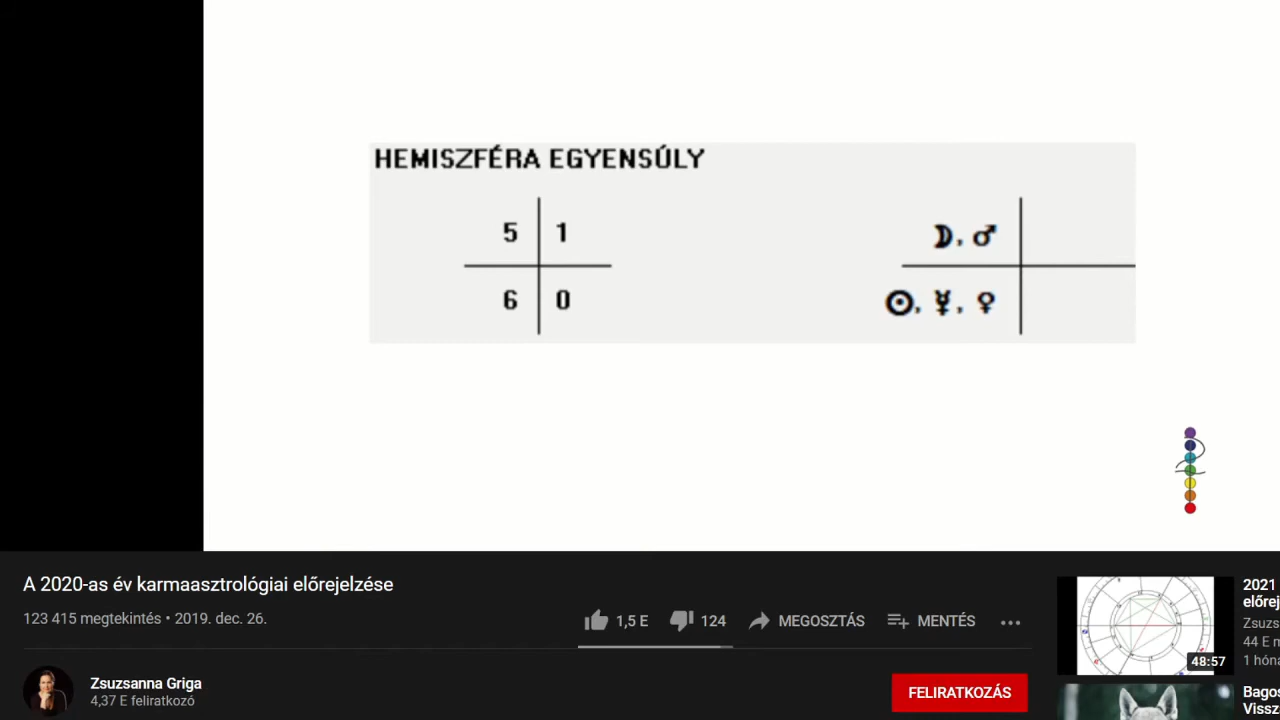 HEMISZFÉRA EGYENSÚLY
5 1
6 0
☽, ♂
☉, ☿, ♀
A 2020-as év karmaasztrológiai előrejelzése
123 415 megtekintés • 2019. dec. 26.
1,5 E
124
MEGOSZTÁS
MENTÉS
Zsuzsanna Griga
4,37 E feliratkozó
FELIRATKOZÁS
48:57
2021
előrej
Zsuzs
44 E m
1 hóna
Bagos
Vissz